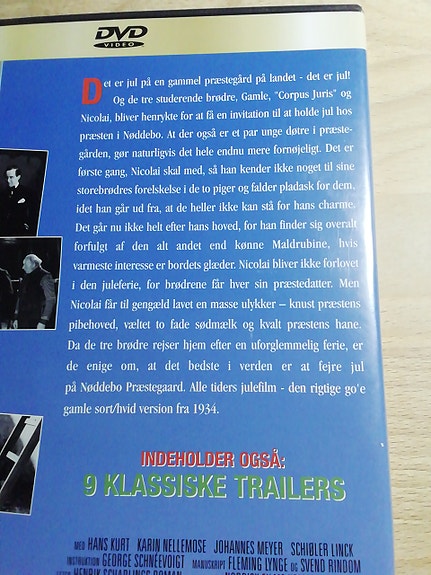 DVD
VIDEO
Det er jul på en gammel præstegård på landet - det er jul!
Og de tre studerende brødre, Gamle, "Corpus Juris" og
Nicolai, bliver henrykte for at få en invitation til at holde jul hos
præsten i Nøddebo. At der også er et par unge døtre i præste-
gården, gør naturligvis det hele endnu mere fornøjeligt. Det er
første gang, Nicolai skal med, så han kender ikke noget til sine
storebrødres forelskelse i de to piger og falder pladask for dem,
idet han går ud fra, at de heller ikke kan stå for hans charme.
Det går nu ikke helt efter hans hoved, for han finder sig overalt
forfulgt af den alt andet end kønne Maldrubine, hvis
varmeste interesse er bordets glæder. Nicolai bliver ikke forlovet
i den juleferie, for brødrene får hver sin præstedatter. Men
Nicolai får til gengæld lavet en masse ulykker – knust præstens
pibehoved, væltet to fade sødmælk og kvalt præstens hane.
Da de tre brødre rejser hjem efter en uforglemmelig ferie, er
de enige om, at det bedste i verden er at fejre jul
på Nøddebo Præstegaard. Alle tiders julefilm - den rigtige go'e
gamle sort/hvid version fra 1934.
INDEHOLDER OGSÅ:
9 KLASSISKE TRAILERS
MED HANS KURT KARIN NELLEMOSE JOHANNES MEYER SCHIØLER LINCK
INSTRUKTION GEORGE SCHNÉEVOIGT MANUSKRIPT FLEMING LYNGE OG SVEND RINDOM
HENRIK SCHARLINGS ROMAN